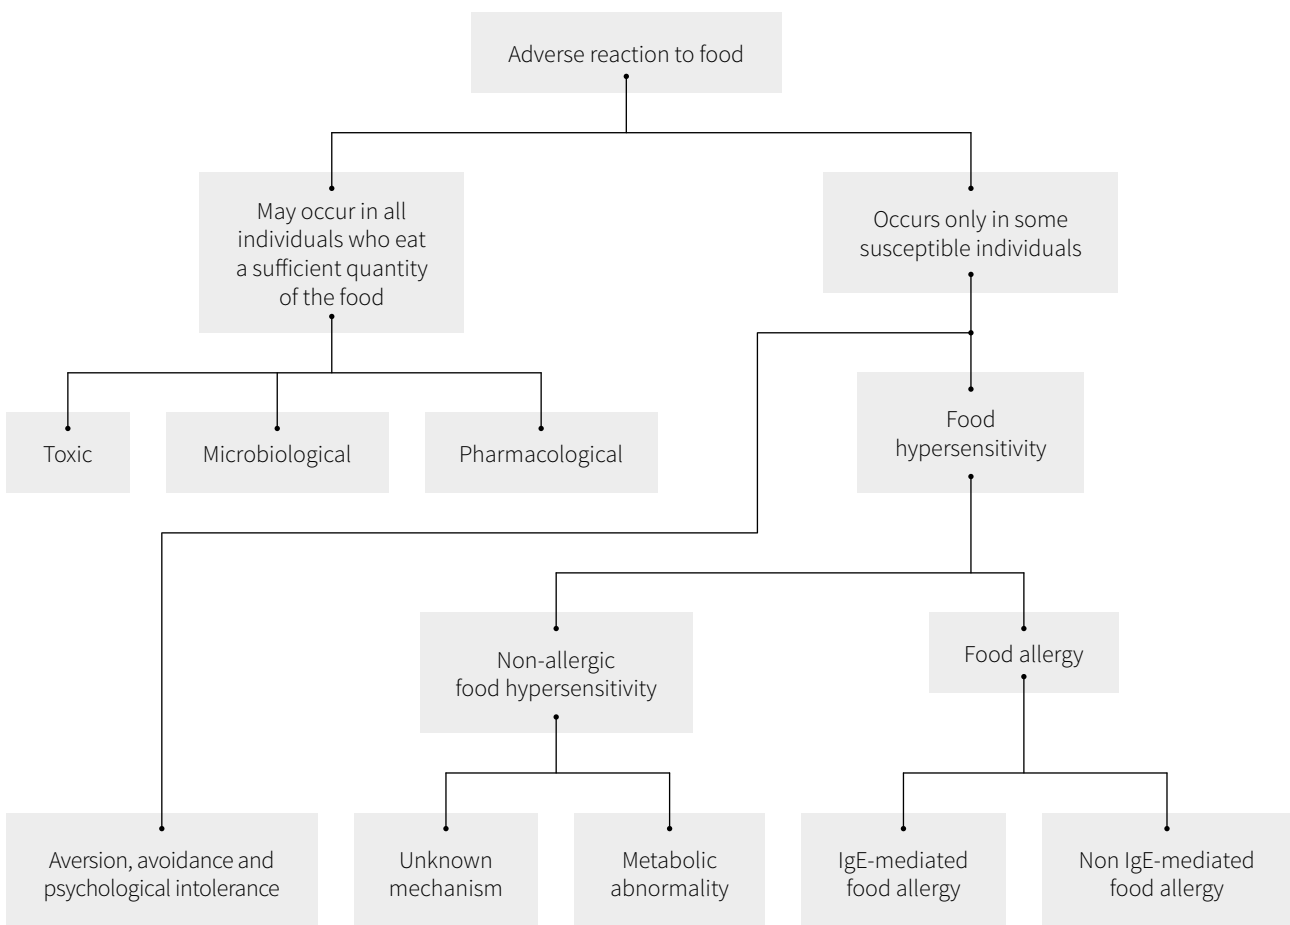 Adverse reaction to food
May occur in all
individuals who eat
a sufficient quantity
of the food
Occurs only in some
susceptible individuals
Toxic
Microbiological
Pharmacological
Food
hypersensitivity
Non-allergic
food hypersensitivity
Food allergy
Aversion, avoidance and
psychological intolerance
Unknown
mechanism
Metabolic
abnormality
IgE-mediated
food allergy
Non IgE-mediated
food allergy